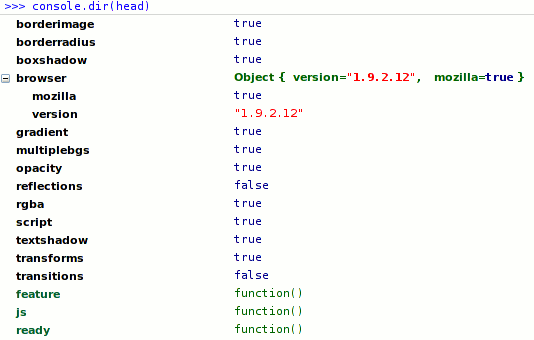 >>> console.dir(head)
borderimage true
borderradius true
boxshadow true
browser Object { version="1.9.2.12", mozilla=true }
mozilla true
version "1.9.2.12"
gradient true
multiplebgs true
opacity true
reflections false
rgba true
script true
textshadow true
transforms true
transitions false
feature function()
js function()
ready function()